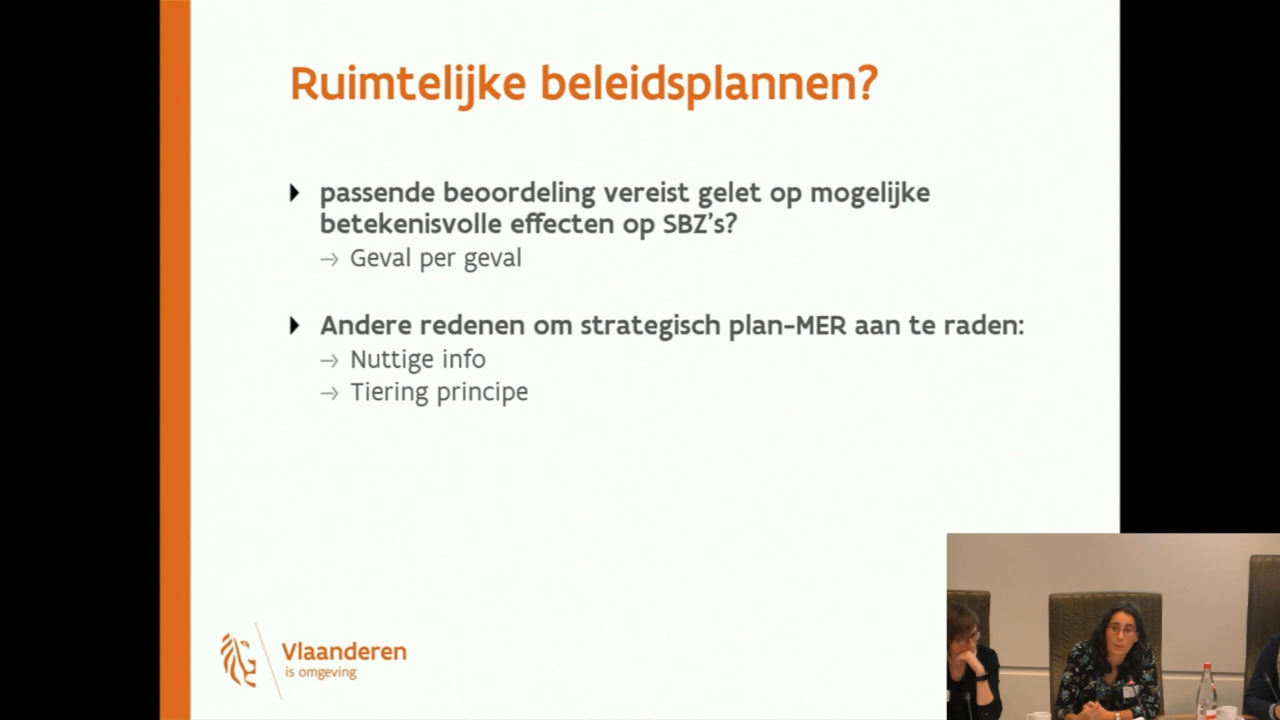 Ruimtelijke beleidsplannen?
passende beoordeling vereist gelet op mogelijke
betekenisvolle effecten op SBZ's?
→ Geval per geval
Andere redenen om strategisch plan-MER aan te raden:
→ Nuttige info
→ Tiering principe
Vlaanderen
is omgeving